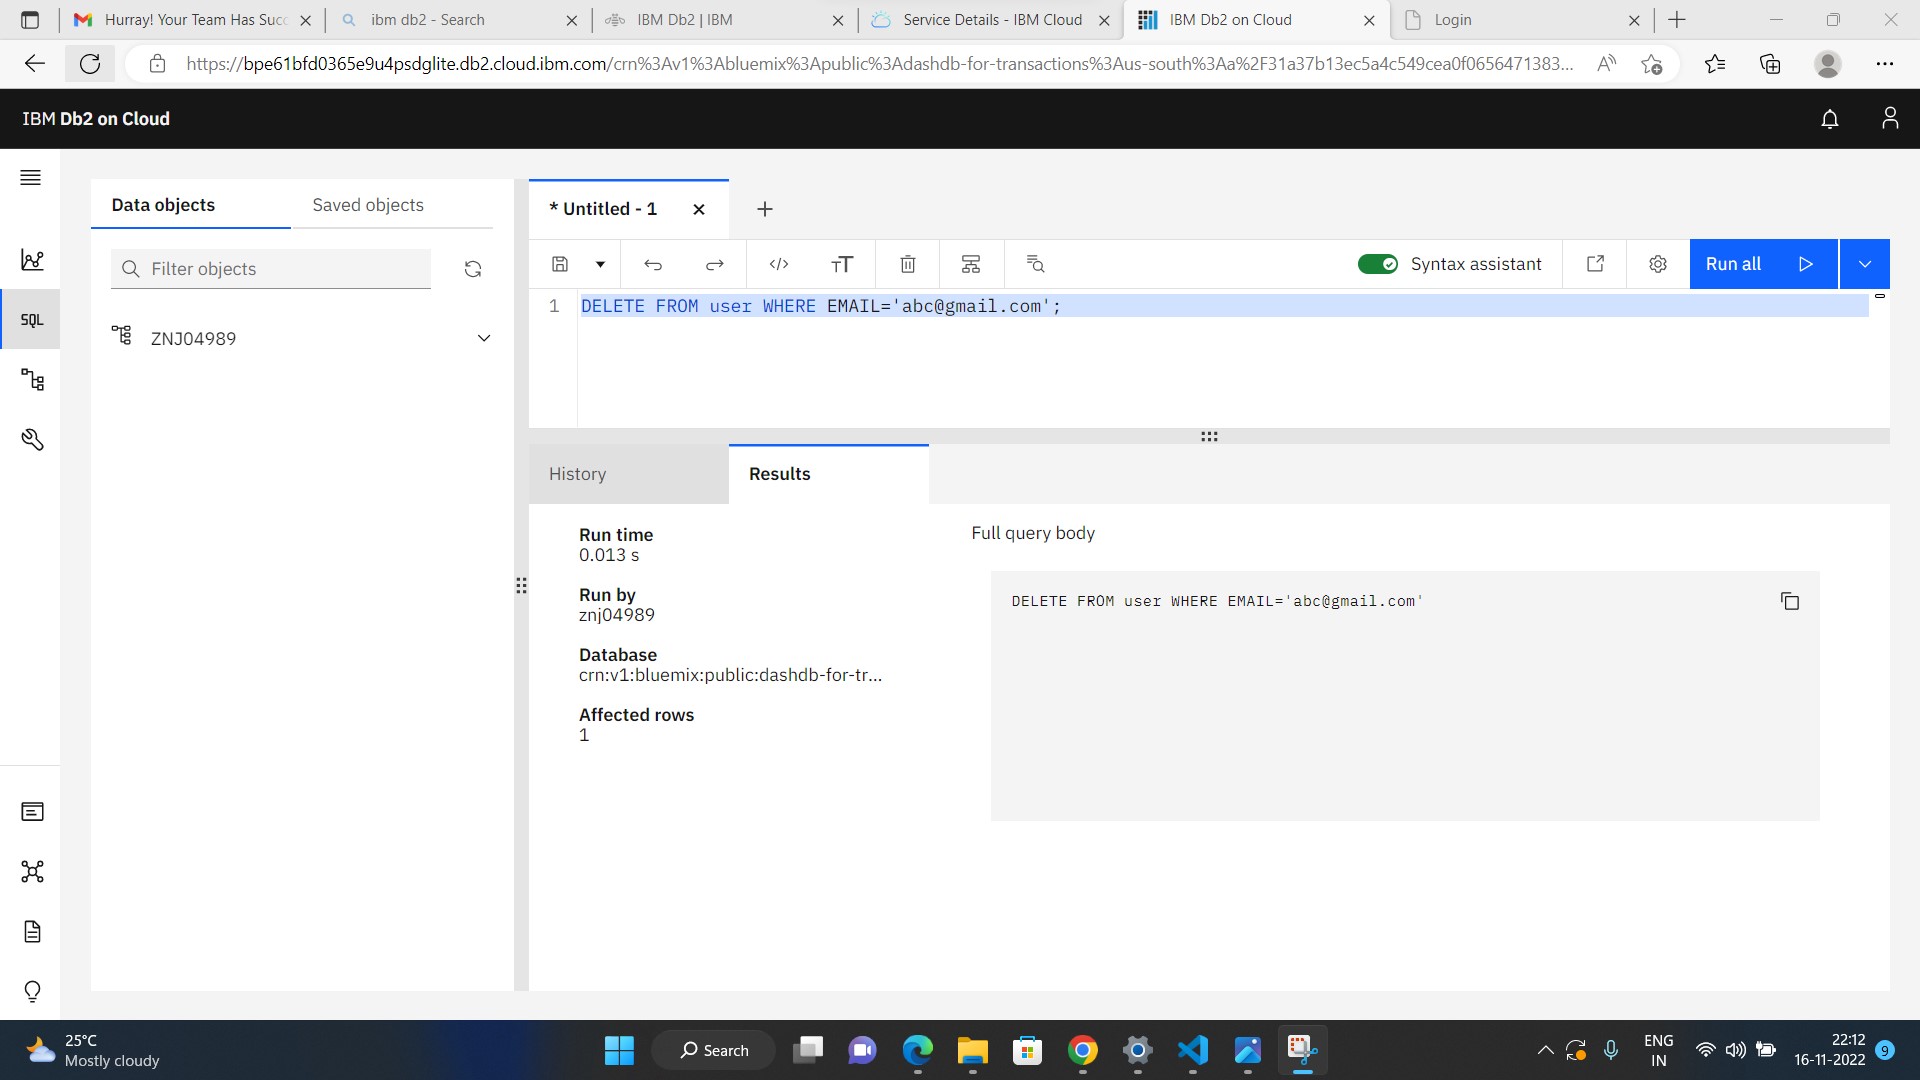 Hurray! Your Team Has Succ
ibm db2 - Search
IBM Db2 | IBM
Service Details - IBM Cloud
IBM Db2 on Cloud
Login
https://bpe61bfd0365e9u4psdglite.db2.cloud.ibm.com/crn%3Av1%3Abluemix%3Apublic%3Adashdb-for-transactions%3Aus-south%3Aa%2F31a37b13ec5a4c549cea0f0656471383...
IBM Db2 on Cloud
Data objects
Saved objects
* Untitled - 1
Filter objects
Syntax assistant
Run all
SQL
ZNJ04989
1 DELETE FROM user WHERE EMAIL='abc@gmail.com';
History
Results
Run time
0.013 s
Run by
znj04989
Database
crn:v1:bluemix:public:dashdb-for-tr...
Affected rows
1
Full query body
DELETE FROM user WHERE EMAIL='abc@gmail.com'
25°C
Mostly cloudy
Search
ENG
IN
22:12
16-11-2022
9